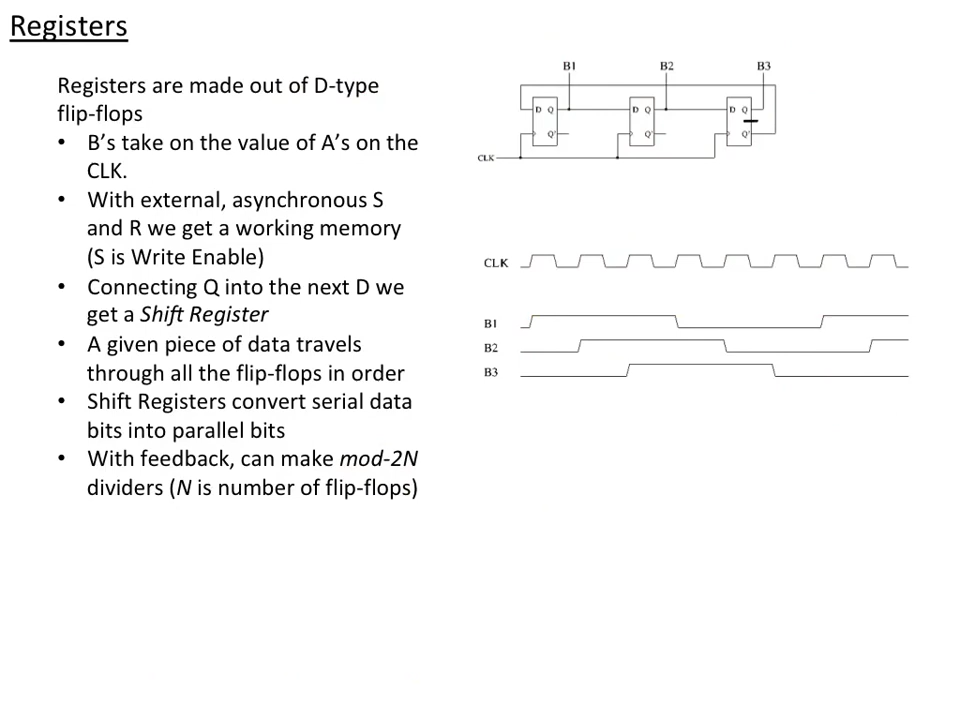 Registers
Registers are made out of D-type
flip-flops
• B’s take on the value of A’s on the
CLK.
• With external, asynchronous S
and R we get a working memory
(S is Write Enable)
• Connecting Q into the next D we
get a Shift Register
• A given piece of data travels
through all the flip-flops in order
• Shift Registers convert serial data
bits into parallel bits
• With feedback, can make mod-2N
dividers (N is number of flip-flops)
B1 B2 B3
D Q D Q D Q
Q' Q' Q'
CLK
CLK
B1
B2
B3